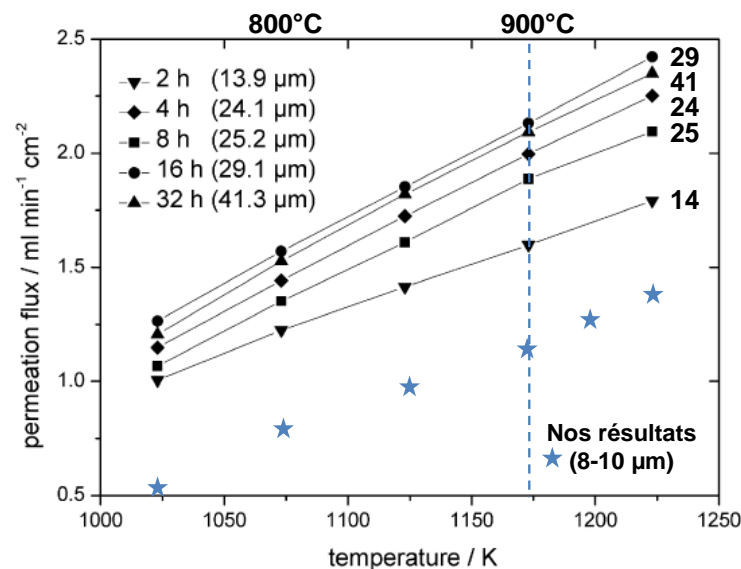 800°C 900°C
2.5
2.0
1.5
1.0
0.5
permeation flux / ml min⁻¹ cm⁻²
2 h (13.9 µm)
4 h (24.1 µm)
8 h (25.2 µm)
16 h (29.1 µm)
32 h (41.3 µm)
29
41
24
25
14
Nos résultats
(8-10 µm)
1000 1050 1100 1150 1200 1250
temperature / K